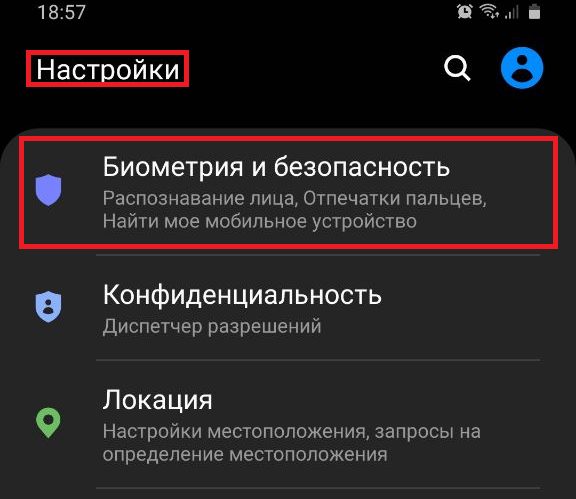 18:57
Настройки
Биометрия и безопасность
Распознавание лица, Отпечатки пальцев,
Найти мое мобильное устройство
Конфиденциальность
Диспетчер разрешений
Локация
Настройки местоположения, запросы на
определение местоположения